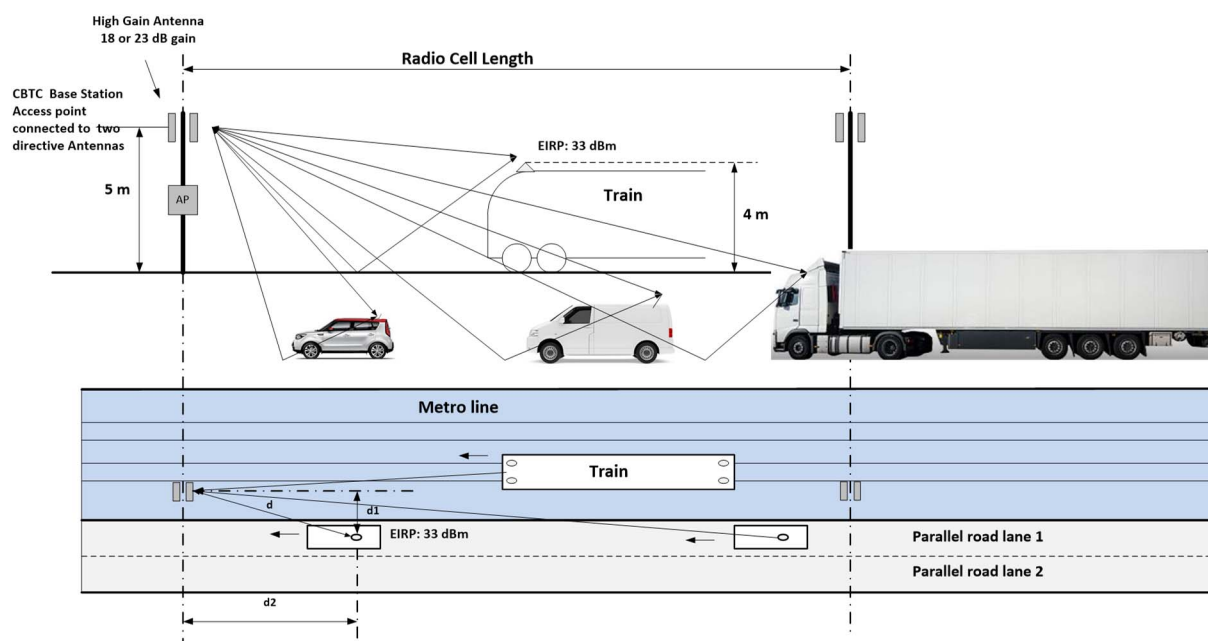 High Gain Antenna
18 or 23 dB gain
Radio Cell Length
CBTC Base Station
Access point
connected to two
directive Antennas
EIRP: 33 dBm
5 m
AP
Train
4 m
Metro line
Train
d
d1
EIRP: 33 dBm
Parallel road lane 1
Parallel road lane 2
d2